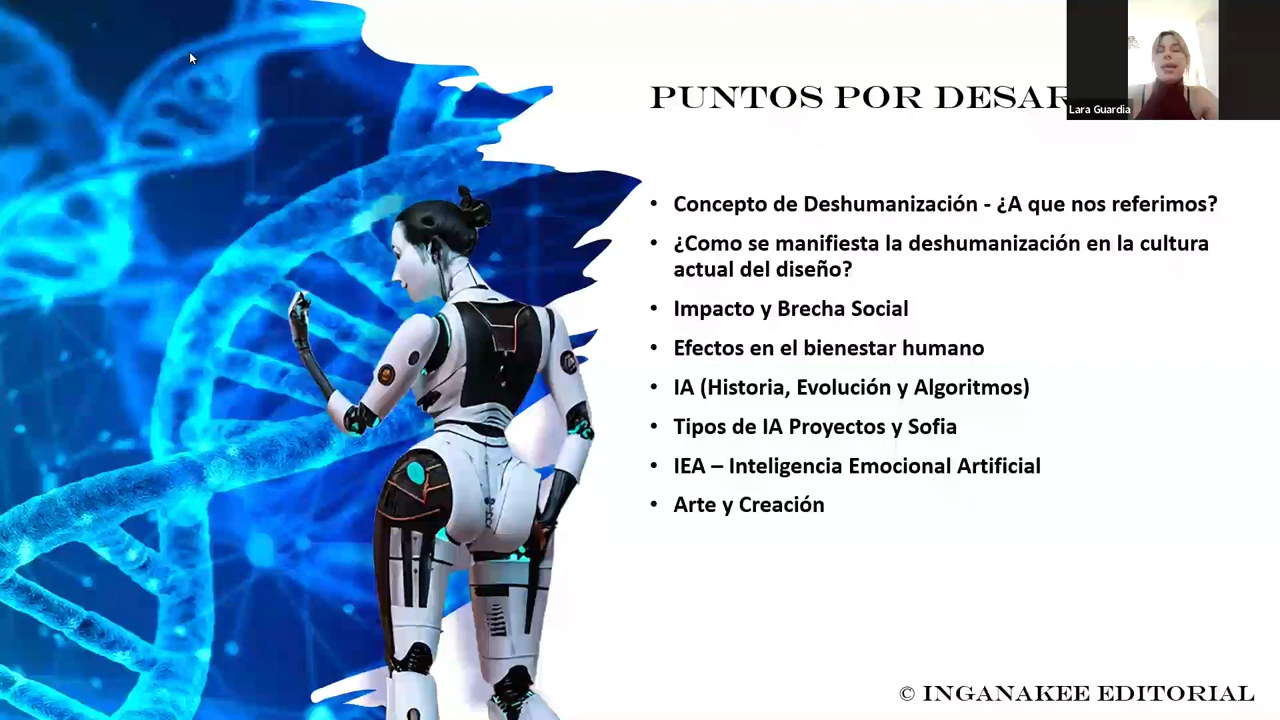 PUNTOS POR
Lara Guardia
• Concepto de Deshumanización - ¿A que nos referimos?
• ¿Como se manifiesta la deshumanización en la cultura
actual del diseño?
• Impacto y Brecha Social
• Efectos en el bienestar humano
• IA (Historia, Evolución y Algoritmos)
• Tipos de IA Proyectos y Sofia
• IEA – Inteligencia Emocional Artificial
• Arte y Creación
© INGANAKEE EDITORIAL